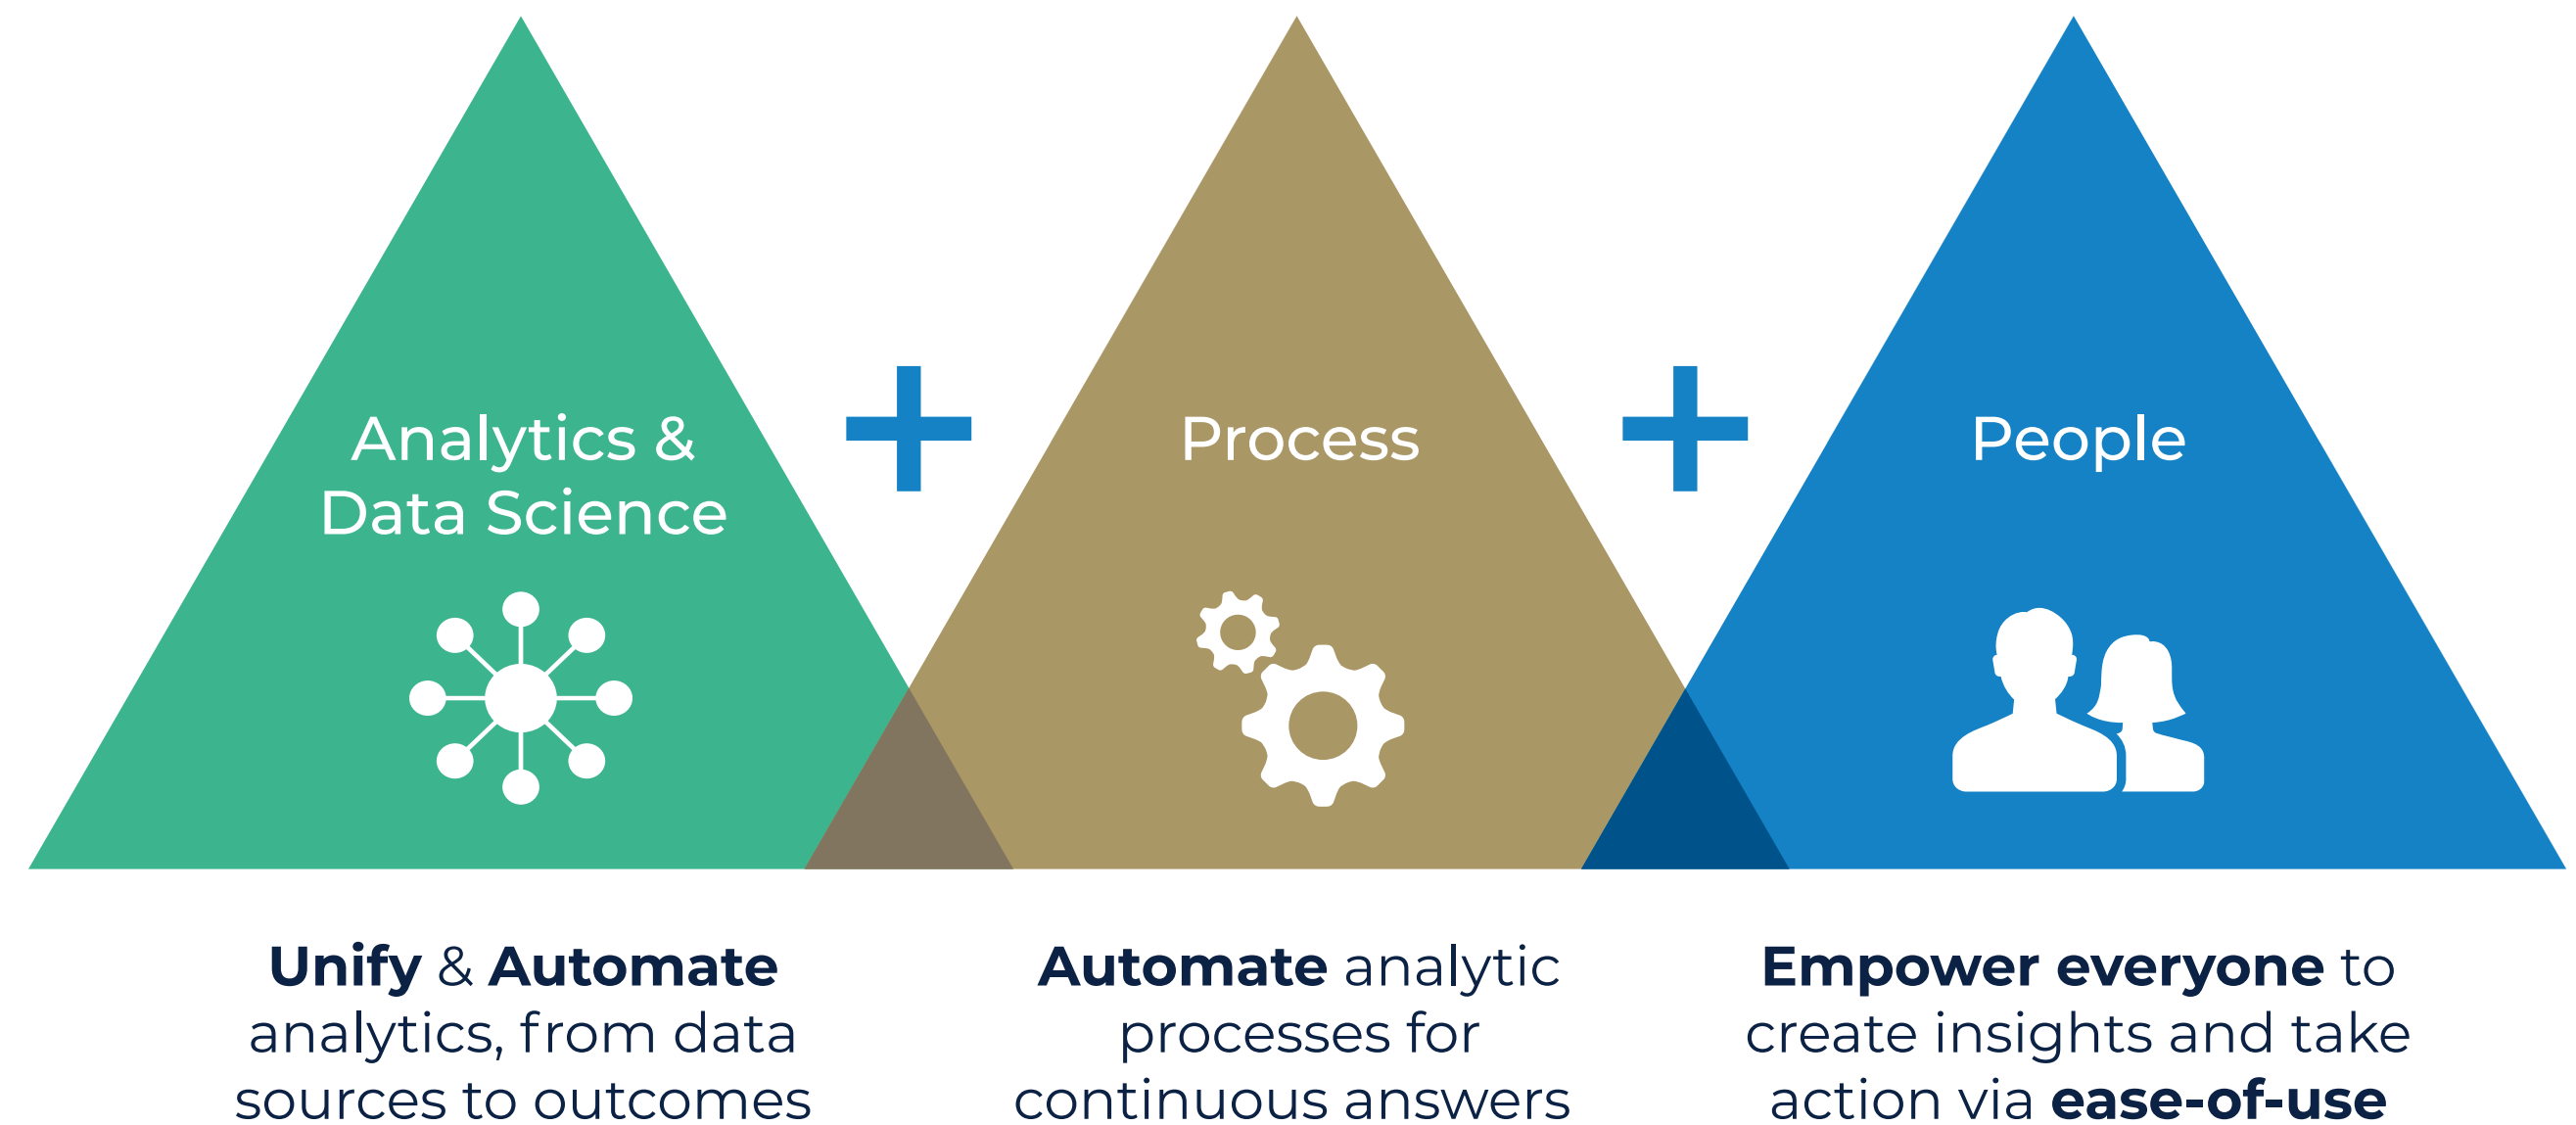 Analytics &
Data Science
+
Process
+
People
Unify & Automate
analytics, from data
sources to outcomes
Automate analytic
processes for
continuous answers
Empower everyone to
create insights and take
action via ease-of-use